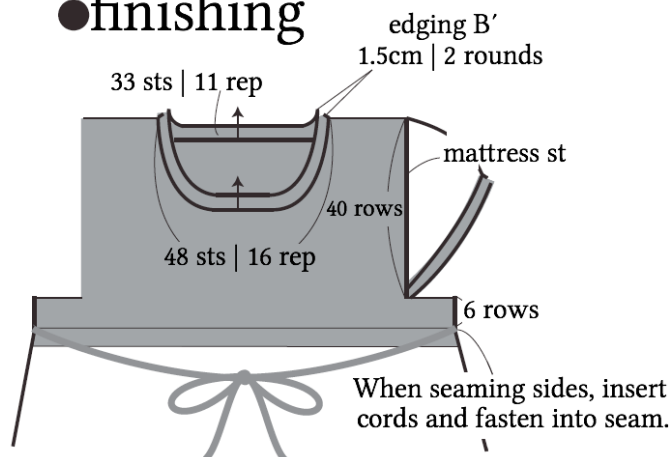 ●finishing
edging B′
1.5cm | 2 rounds
33 sts | 11 rep
mattress st
40 rows
48 sts | 16 rep
6 rows
When seaming sides, insert
cords and fasten into seam.